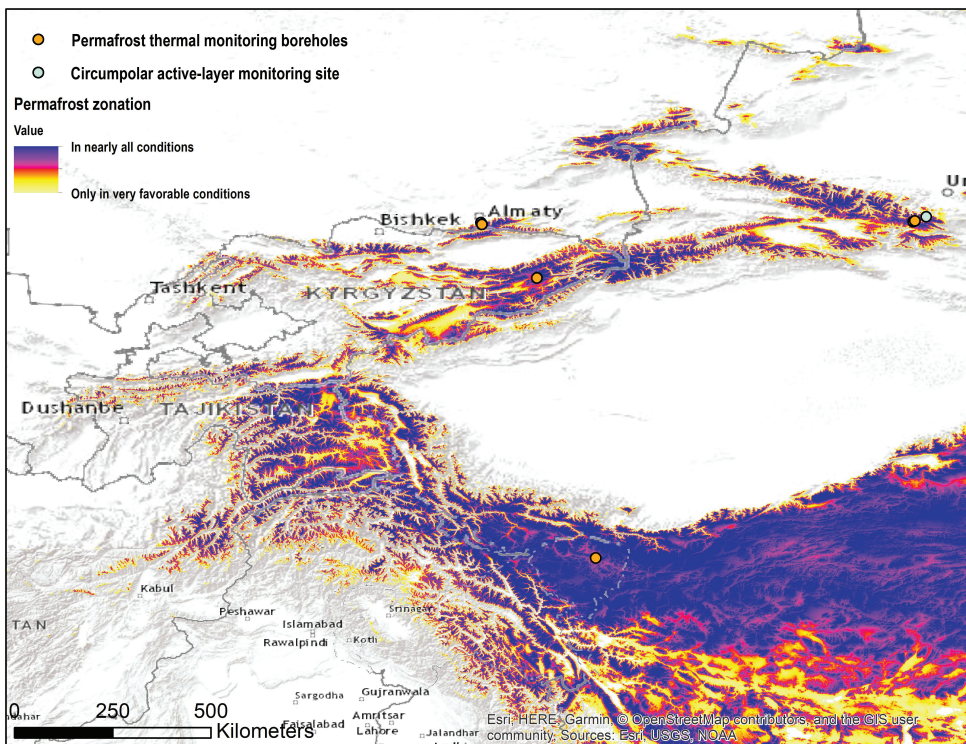 Permafrost thermal monitoring boreholes
Circumpolar active-layer monitoring site
Permafrost zonation
Value
In nearly all conditions
Only in very favorable conditions
Ur
Bishkek
Almaty
Tashkent
KYRGYZSTAN
Dushanbe
TAJIKISTAN
Kabul
Peshawar
Srinagar
TAN
Islamabad
Rawalpindi
Koth
Sargodha
Gujranwala
0 250 500
Kilometers
ndahar
Faisalabad
Amritsar
Lahore
Jalandhar
Esri, HERE, Garmin, © OpenStreetMap contributors, and the GIS user
community, Sources: Esri, USGS, NOAA